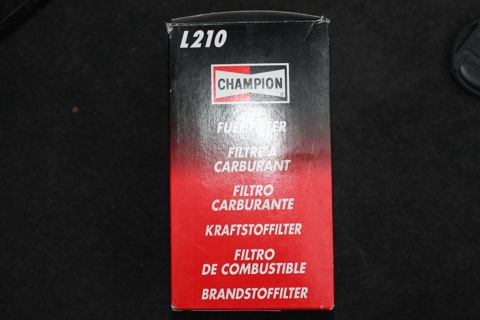 L210
CHAMPION
FUEL FILTER
FILTRE A
CARBURANT
FILTRO
CARBURANTE
KRAFTSTOFFILTER
FILTRO
DE COMBUSTIBLE
BRANDSTOFFILTER